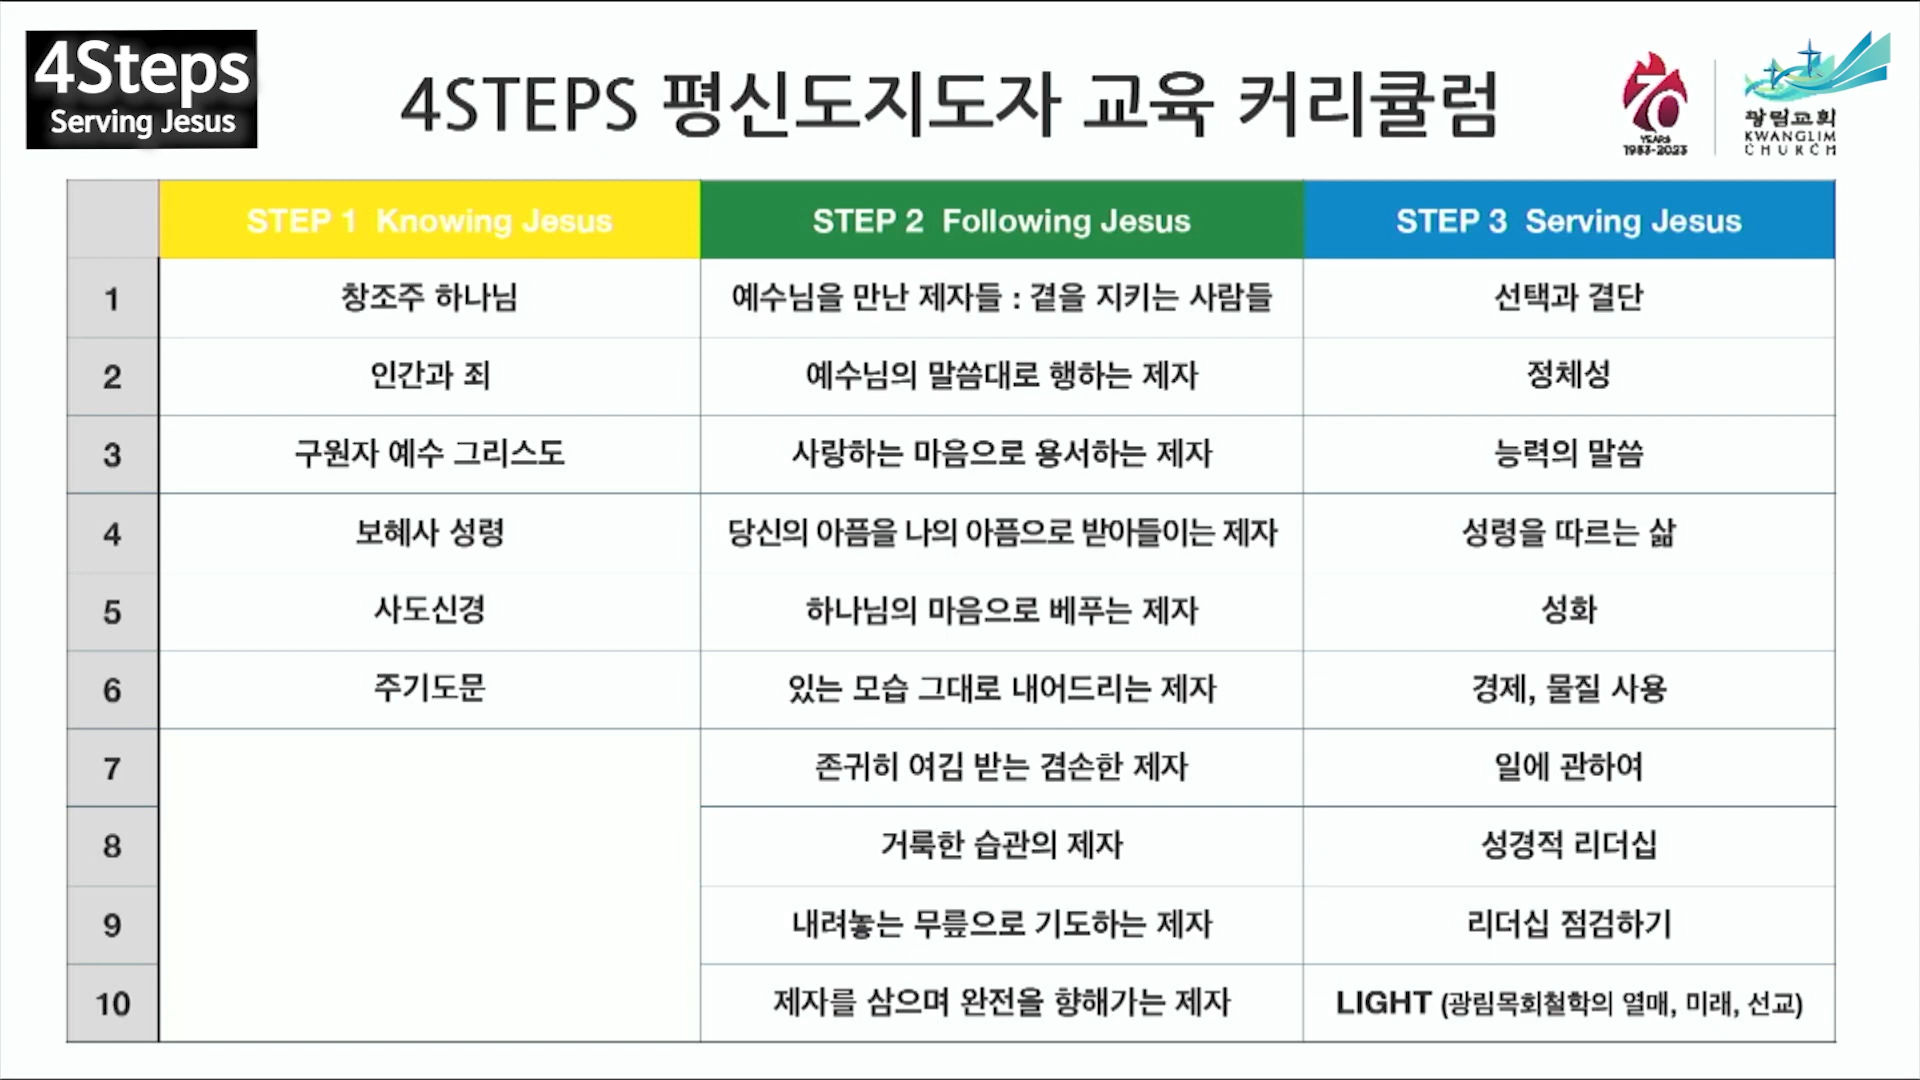 4Steps
Serving Jesus
4STEPS 평신도지도자 교육 커리큘럼
70
YEARS
1953-2023
광림교회
KWANGLIM
CHURCH
STEP 1 Knowing Jesus STEP 2 Following Jesus STEP 3 Serving Jesus
1 창조주 하나님 예수님을 만난 제자들 : 곁을 지키는 사람들 선택과 결단
2 인간과 죄 예수님의 말씀대로 행하는 제자 정체성
3 구원자 예수 그리스도 사랑하는 마음으로 용서하는 제자 능력의 말씀
4 보혜사 성령 당신의 아픔을 나의 아픔으로 받아들이는 제자 성령을 따르는 삶
5 사도신경 하나님의 마음으로 베푸는 제자 성화
6 주기도문 있는 모습 그대로 내어드리는 제자 경제, 물질 사용
7 존귀히 여김 받는 겸손한 제자 일에 관하여
8 거룩한 습관의 제자 성경적 리더십
9 내려놓는 무릎으로 기도하는 제자 리더십 점검하기
10 제자를 삼으며 완전을 향해가는 제자 LIGHT (광림목회철학의 열매, 미래, 선교)